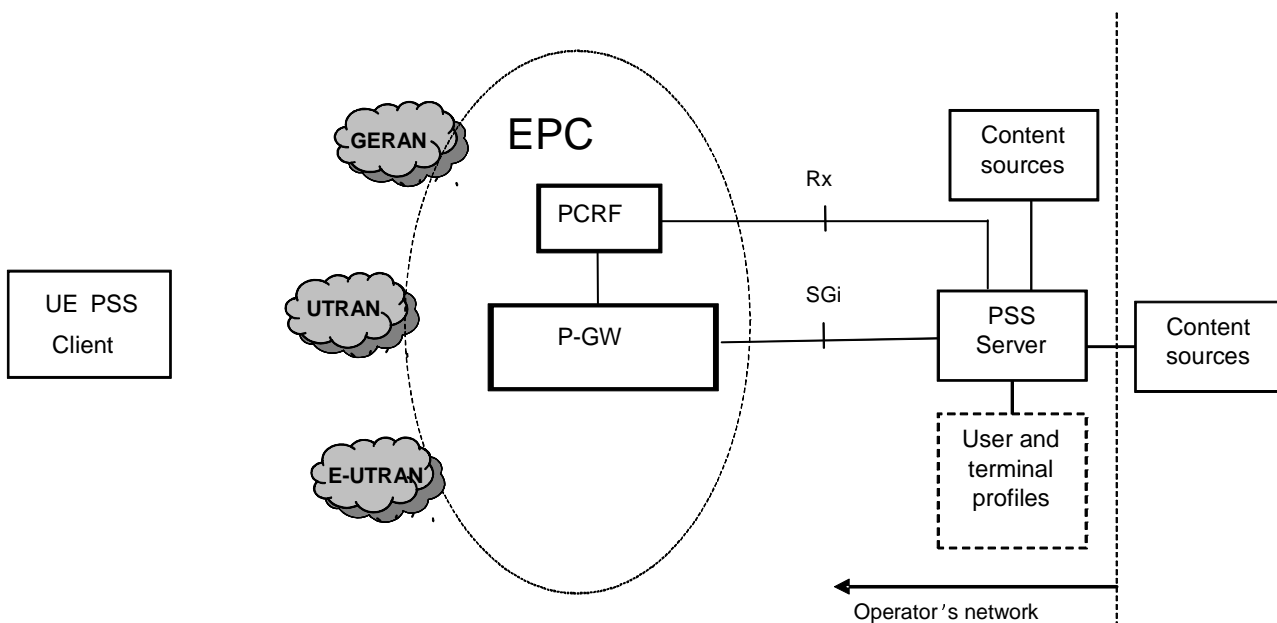 GERAN
EPC
Content
sources
Rx
PCRF
UE PSS
Client
UTRAN
P-GW
SGi
PSS
Server
Content
sources
User and
terminal
profiles
E-UTRAN
Operator's network